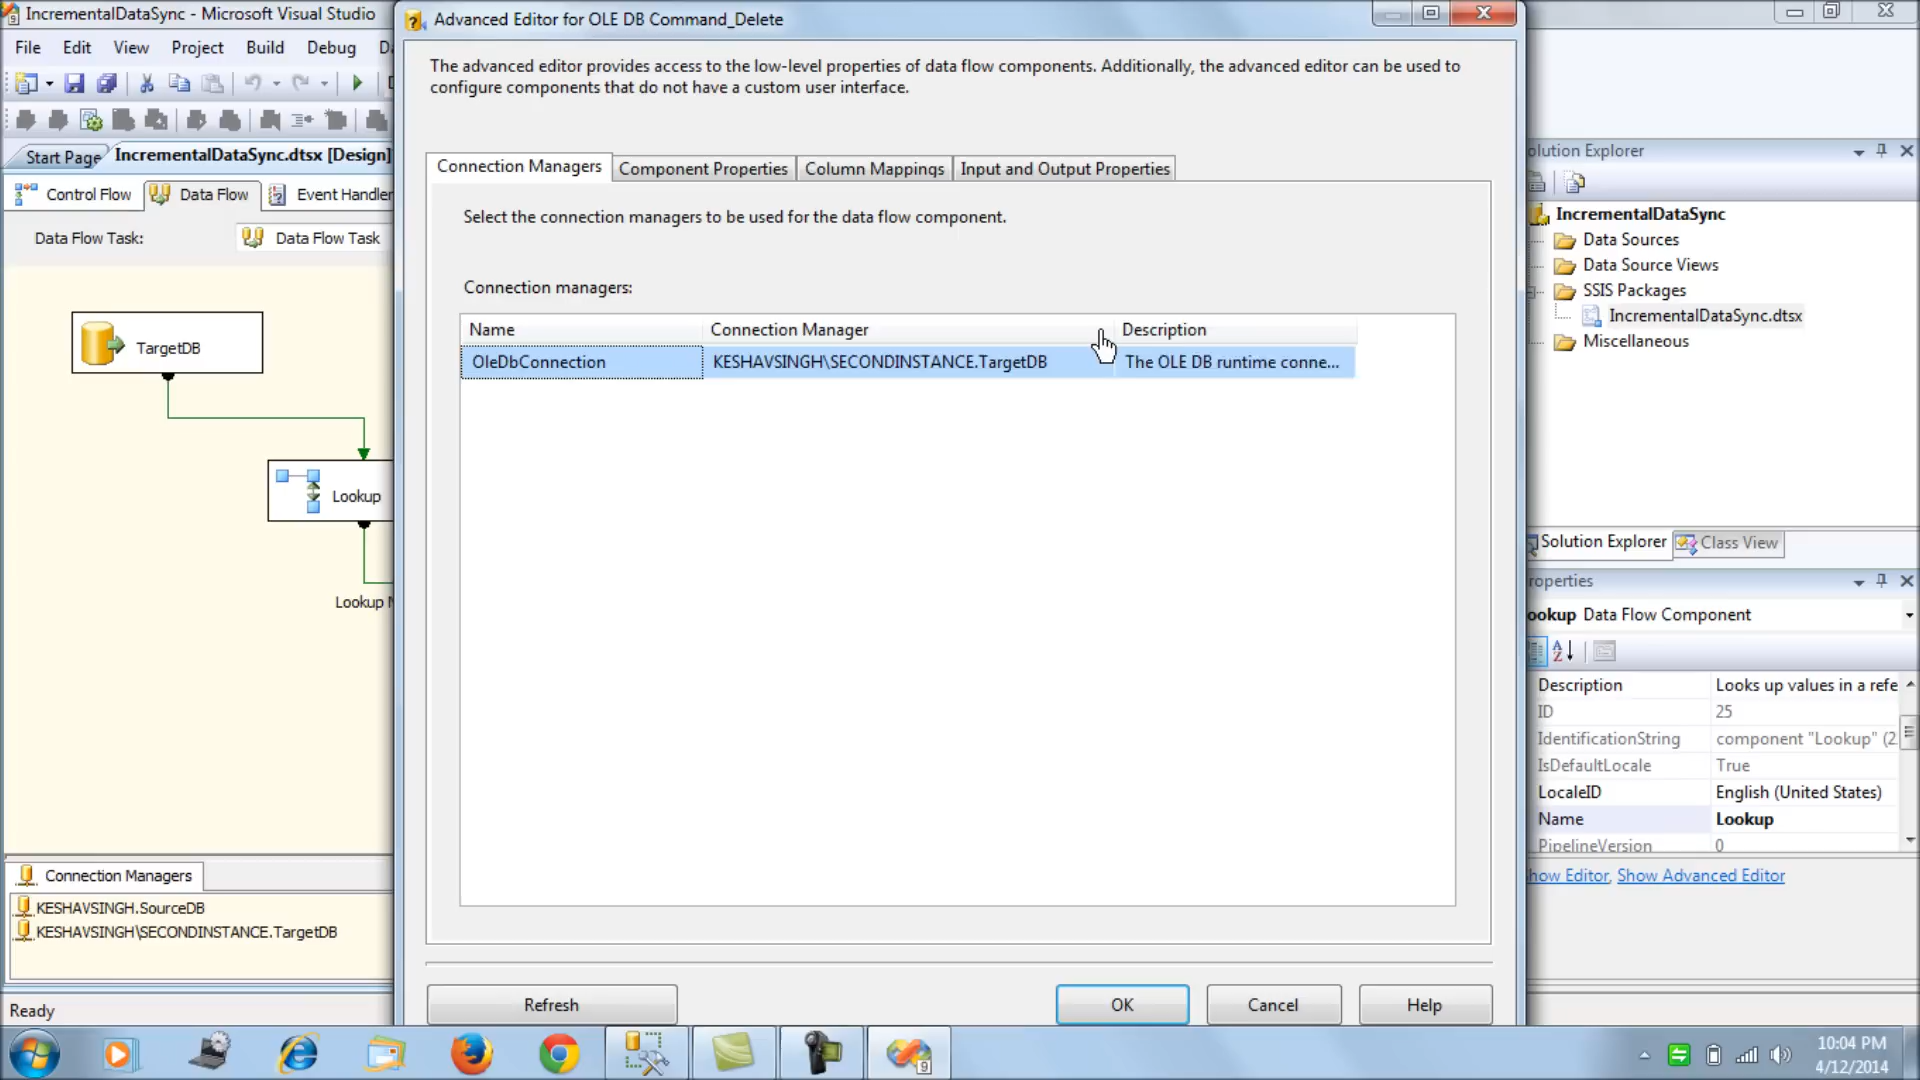 IncrementalDataSync - Microsoft Visual Studio
Advanced Editor for OLE DB Command_Delete
File Edit View Project Build Debug
The advanced editor provides access to the low-level properties of data flow components. Additionally, the advanced editor can be used to
configure components that do not have a custom user interface.
Start Page IncrementalDataSync.dtsx [Design]
Control Flow Data Flow Event Handler
Data Flow Task: Data Flow Task
TargetDB
Lookup
Connection Managers Component Properties Column Mappings Input and Output Properties
Select the connection managers to be used for the data flow component.
Connection managers:
Name Connection Manager Description
OleDbConnection KESHAVSINGH\SECONDINSTANCE.TargetDB The OLE DB runtime conne...
Refresh OK Cancel Help
Connection Managers
KESHAVSINGH.SourceDB
KESHAVSINGH\SECONDINSTANCE.TargetDB
Ready
olution Explorer
IncrementalDataSync
Data Sources
Data Source Views
SSIS Packages
IncrementalDataSync.dtsx
Miscellaneous
Solution Explorer Class View
roperties
ookup Data Flow Component
Description Looks up values in a refe
ID 25
IdentificationString component "Lookup" (2
IsDefaultLocale True
LocaleID English (United States)
Name Lookup
PipelineVersion 0
how Editor, Show Advanced Editor
9
10:04 PM
4/12/2014